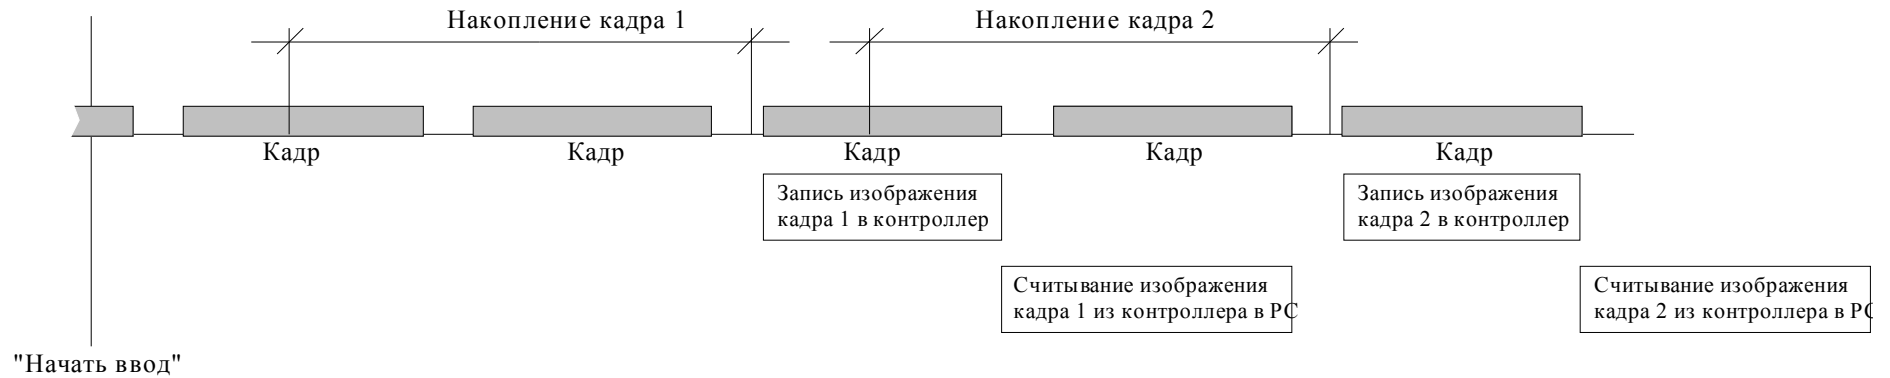 Накопление кадра 1
Накопление кадра 2
Кадр
Кадр
Кадр
Кадр
Кадр
Запись изображения
кадра 1 в контроллер
Запись изображения
кадра 2 в контроллер
Считывание изображения
кадра 1 из контроллера в PC
Считывание изображения
кадра 2 из контроллера в PC
"Начать ввод"